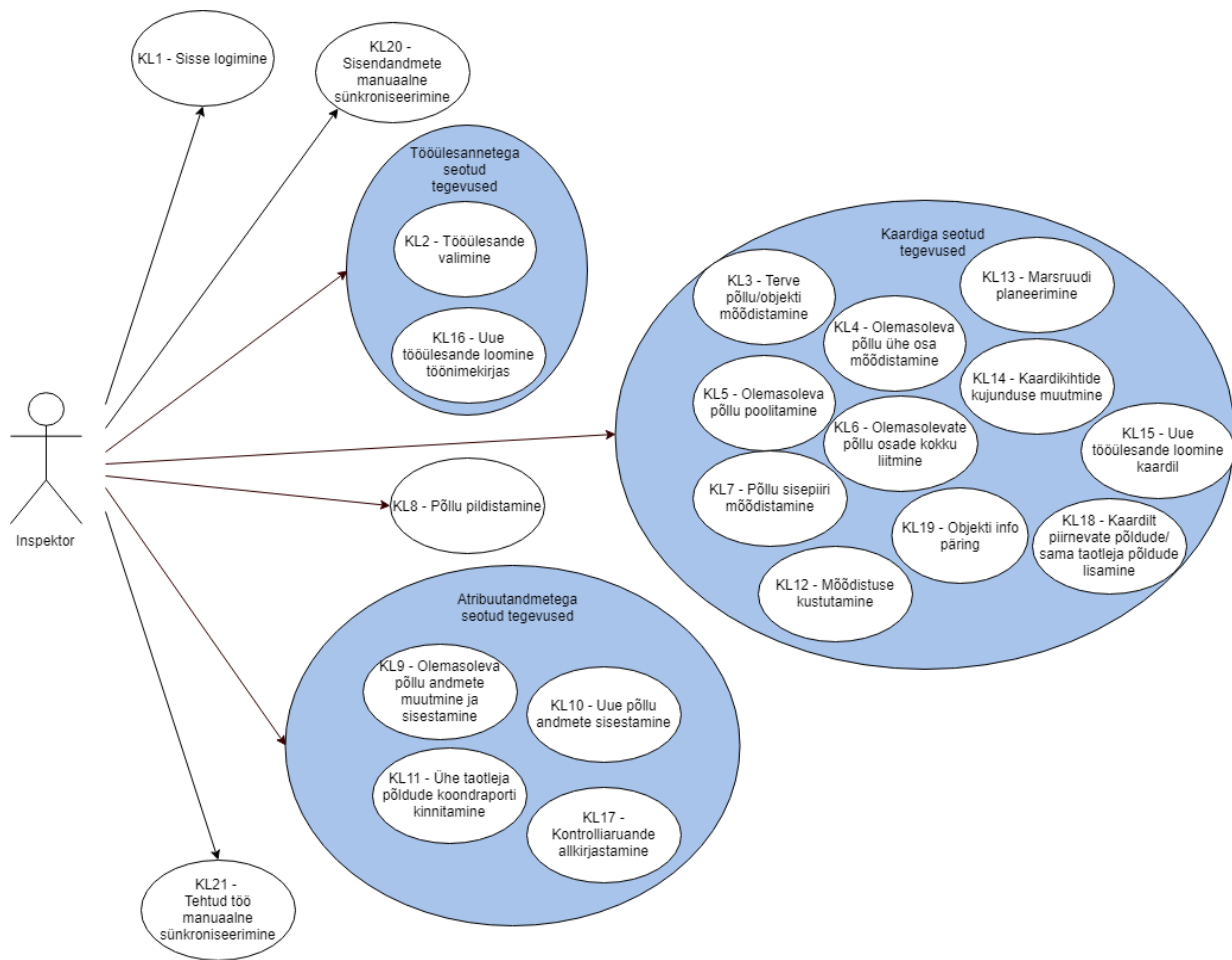 KL1 - Sisse logimine
KL20 -
Sisendandmete
manuaalne
sünkroniseerimine
Tööülesannetega
seotud
tegevused
KL2 - Tööülesande
valimine
KL16 - Uue
tööülesande loomine
töönimekirjas
Kaardiga seotud
tegevused
KL3 - Terve
põllu/objekti
mõõdistamine
KL13 - Marsruudi
planeerimine
KL4 - Olemasoleva
põllu ühe osa
mõõdistamine
KL14 - Kaardikihtide
kujunduse muutmine
KL5 - Olemasoleva
põllu poolitamine
KL6 - Olemasolevate
põllu osade kokku
liitmine
KL15 - Uue
tööülesande loomine
kaardil
KL7 - Põllu sisepiiri
mõõdistamine
KL19 - Objekti info
päring
KL18 - Kaardilt
piirnevate põldude/
sama taotleja põldude
lisamine
KL12 - Mõõdistuse
kustutamine
Inspektor
KL8 - Põllu pildistamine
Atribuutandmetega
seotud tegevused
KL9 - Olemasoleva
põllu andmete
muutmine ja
sisestamine
KL10 - Uue põllu
andmete sisestamine
KL11 - Ühe taotleja
põldude koondraporti
kinnitamine
KL17 -
Kontrolliaruande
allkirjastamine
KL21 -
Tehtud töö
manuaalne
sünkroniseerimine